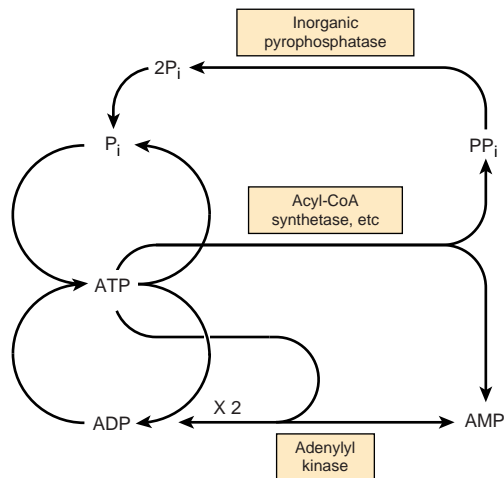 Inorganic
pyrophosphatase
2Pi
Pi
PPi
Acyl-CoA
synthetase, etc
ATP
X 2
ADP
AMP
Adenylyl
kinase